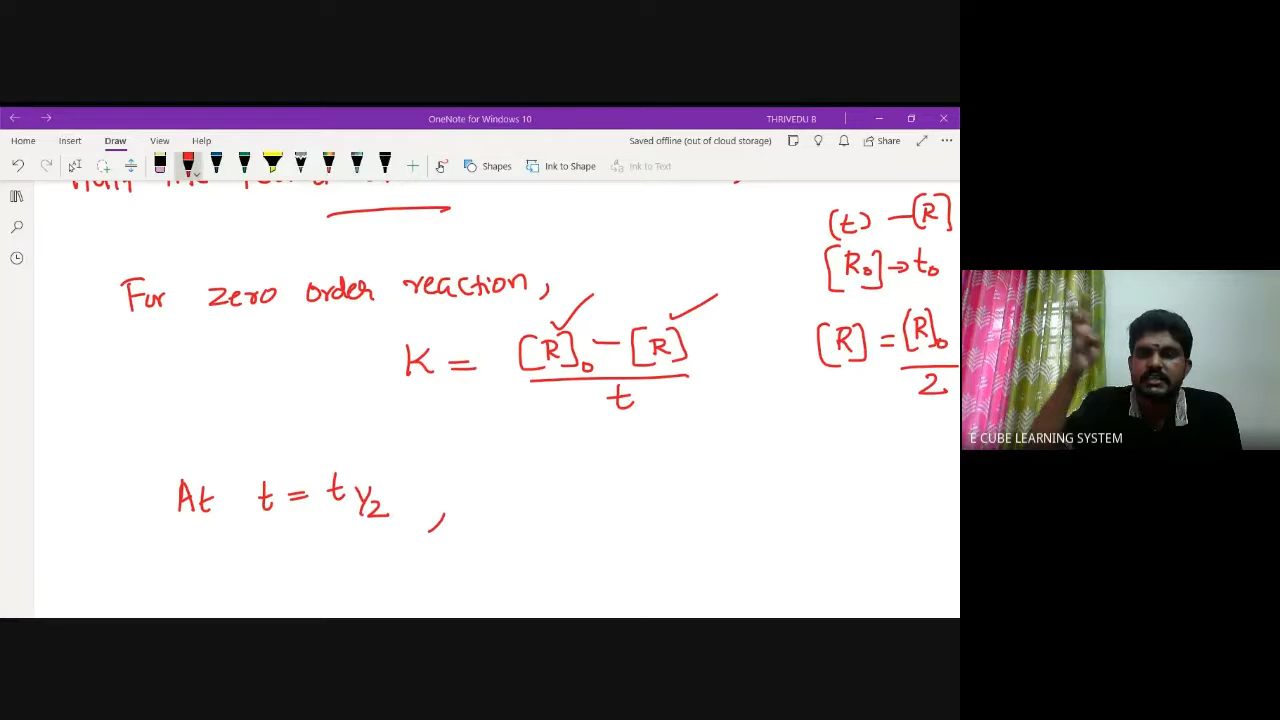 OneNote for Windows 10
THRIVEDU B
Home Insert Draw View Help
Saved offline (out of cloud storage)
Share
Shapes
Ink to Shape
Ink to Text
(t) — [R]
[R₀] → t₀
For zero order reaction,
K = [R]₀ - [R]
t
[R] = [R]₀
2
At t = t 1/2 ,
E CUBE LEARNING SYSTEM